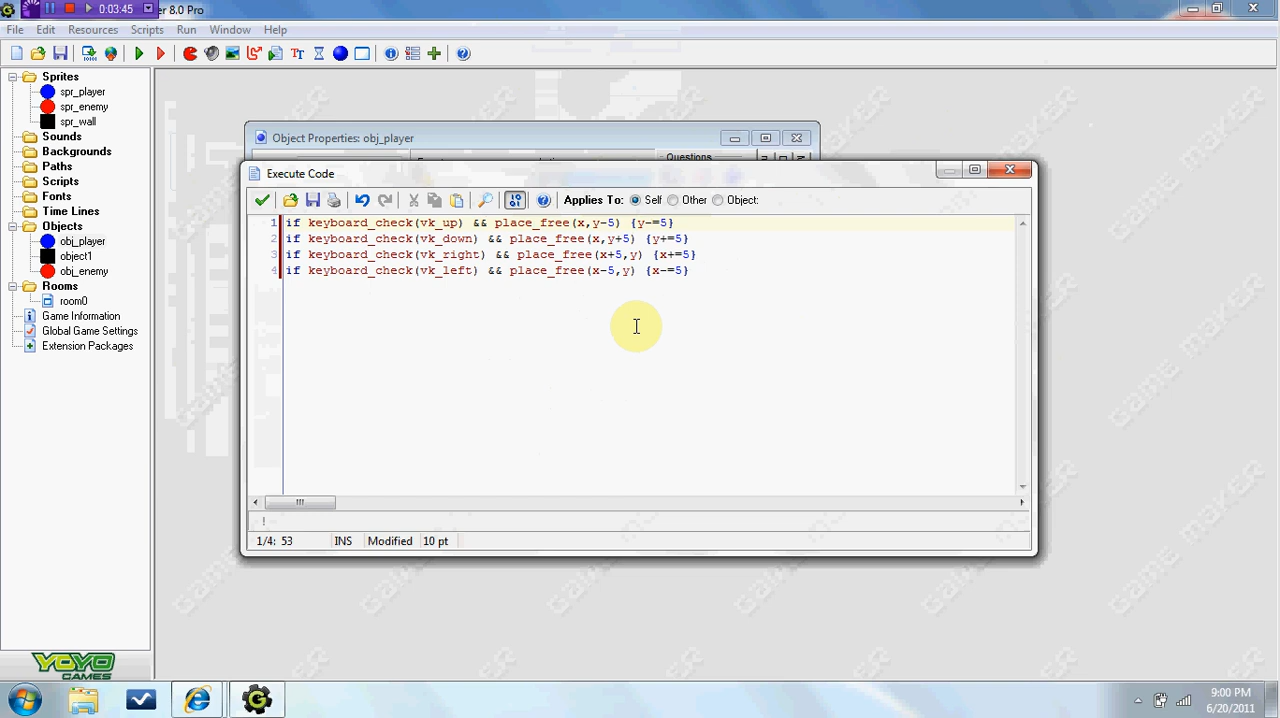 0:03:45
er 8.0 Pro
File Edit Resources Scripts Run Window Help
Sprites
spr_player
spr_enemy
spr_wall
Sounds
Backgrounds
Paths
Scripts
Fonts
Time Lines
Objects
obj_player
object1
obj_enemy
Rooms
room0
Game Information
Global Game Settings
Extension Packages
YOYO
GAMES
Object Properties: obj_player
Questions
Execute Code
Applies To: Self Other Object:
1 if keyboard_check(vk_up) && place_free(x,y-5) {y-=5}
2 if keyboard_check(vk_down) && place_free(x,y+5) {y+=5}
3 if keyboard_check(vk_right) && place_free(x+5,y) {x+=5}
4 if keyboard_check(vk_left) && place_free(x-5,y) {x-=5}
!
1/4: 53 INS Modified 10 pt
9:00 PM
6/20/2011